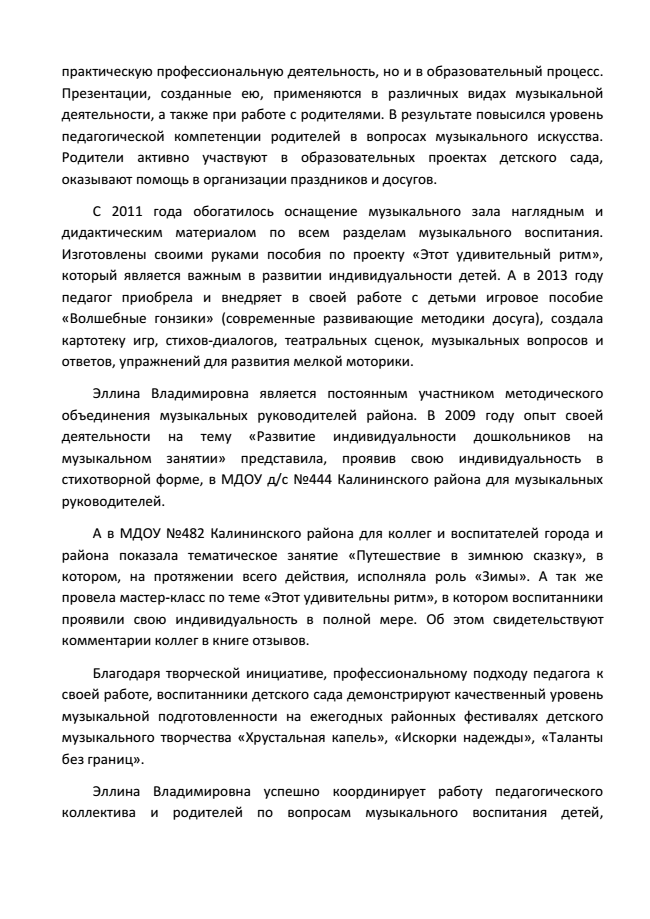 практическую профессиональную деятельность, но и в образовательный процесс.
Презентации, созданные ею, применяются в различных видах музыкальной
деятельности, а также при работе с родителями. В результате повысился уровень
педагогической компетенции родителей в вопросах музыкального искусства.
Родители активно участвуют в образовательных проектах детского сада,
оказывают помощь в организации праздников и досугов.
С 2011 года обогатилось оснащение музыкального зала наглядным и
дидактическим материалом по всем разделам музыкального воспитания.
Изготовлены своими руками пособия по проекту «Этот удивительный ритм»,
который является важным в развитии индивидуальности детей. А в 2013 году
педагог приобрела и внедряет в своей работе с детьми игровое пособие
«Волшебные гонзики» (современные развивающие методики досуга), создала
картотеку игр, стихов-диалогов, театральных сценок, музыкальных вопросов и
ответов, упражнений для развития мелкой моторики.
Эллина Владимировна является постоянным участником методического
объединения музыкальных руководителей района. В 2009 году опыт своей
деятельности на тему «Развитие индивидуальности дошкольников на
музыкальном занятии» представила, проявив свою индивидуальность в
стихотворной форме, в МДОУ д/с №444 Калининского района для музыкальных
руководителей.
А в МДОУ №482 Калининского района для коллег и воспитателей города и
района показала тематическое занятие «Путешествие в зимнюю сказку», в
котором, на протяжении всего действия, исполняла роль «Зимы». А так же
провела мастер-класс по теме «Этот удивительны ритм», в котором воспитанники
проявили свою индивидуальность в полной мере. Об этом свидетельствуют
комментарии коллег в книге отзывов.
Благодаря творческой инициативе, профессиональному подходу педагога к
своей работе, воспитанники детского сада демонстрируют качественный уровень
музыкальной подготовленности на ежегодных районных фестивалях детского
музыкального творчества «Хрустальная капель», «Искорки надежды», «Таланты
без границ».
Эллина Владимировна успешно координирует работу педагогического
коллектива и родителей по вопросам музыкального воспитания детей,